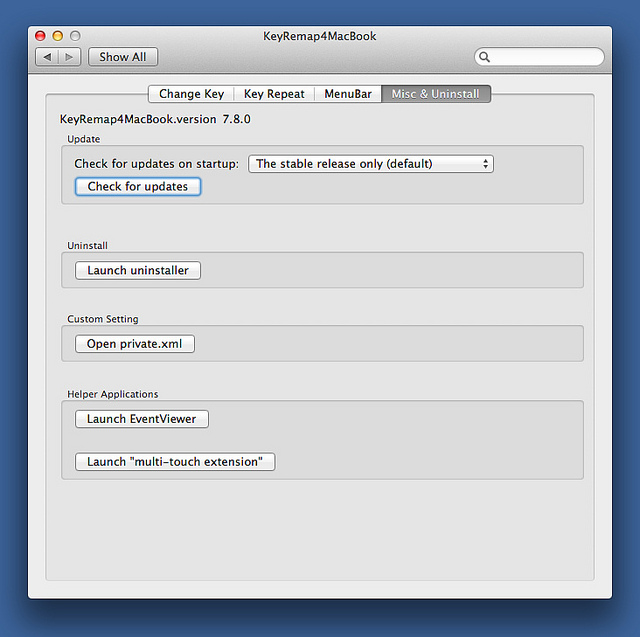 KeyRemap4MacBook
Show All
Change Key Key Repeat MenuBar Misc & Uninstall
KeyRemap4MacBook.version 7.8.0
Update
Check for updates on startup: The stable release only (default)
Check for updates
Uninstall
Launch uninstaller
Custom Setting
Open private.xml
Helper Applications
Launch EventViewer
Launch "multi-touch extension"